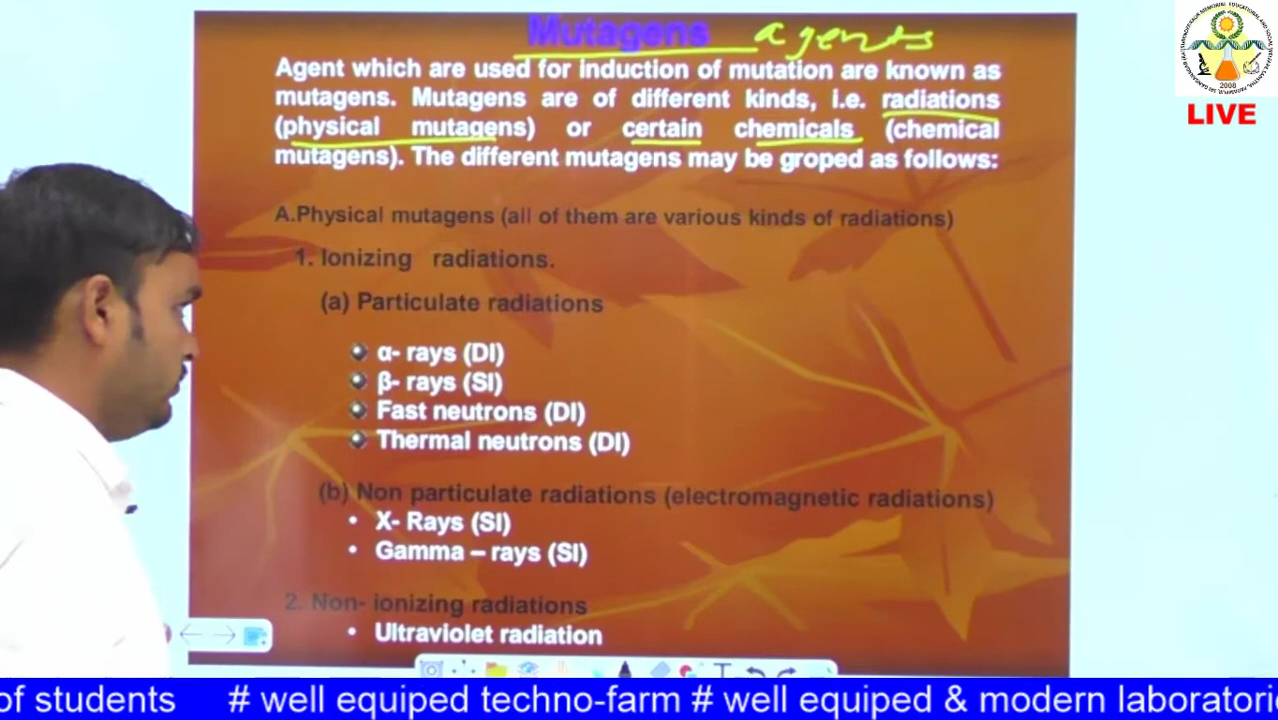 Mutagens agents
Agent which are used for induction of mutation are known as
mutagens. Mutagens are of different kinds, i.e. radiations
(physical mutagens) or certain chemicals (chemical
mutagens). The different mutagens may be groped as follows:
A.Physical mutagens (all of them are various kinds of radiations)
1. Ionizing radiations.
(a) Particulate radiations
α- rays (DI)
β- rays (SI)
Fast neutrons (DI)
Thermal neutrons (DI)
(b) Non particulate radiations (electromagnetic radiations)
• X- Rays (SI)
• Gamma – rays (SI)
2. Non- ionizing radiations
• Ultraviolet radiation
2008
LIVE
of students # well equiped techno-farm # well equiped & modern laboratori